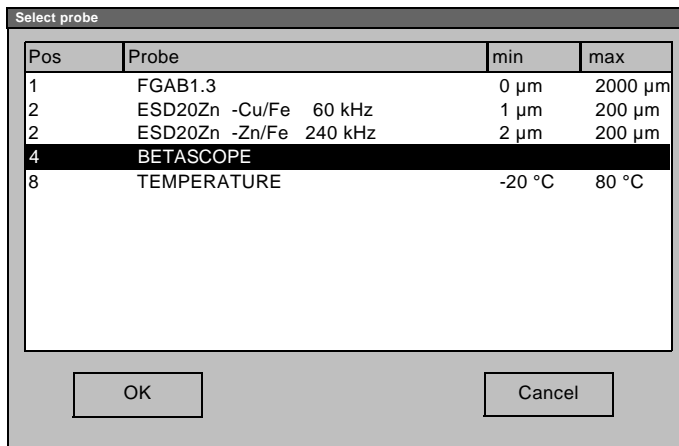 Select probe
Pos Probe min max
1 FGAB1.3 0 µm 2000 µm
2 ESD20Zn -Cu/Fe 60 kHz 1 µm 200 µm
2 ESD20Zn -Zn/Fe 240 kHz 2 µm 200 µm
4 BETASCOPE
8 TEMPERATURE -20 °C 80 °C
OK Cancel